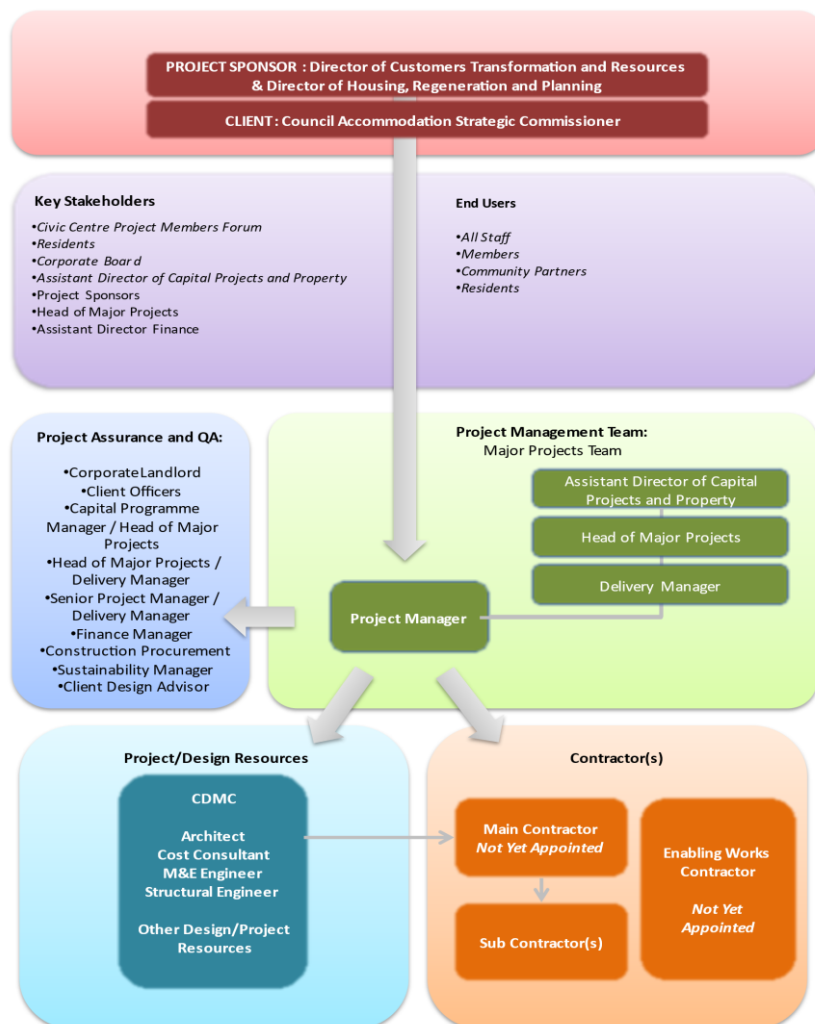 PROJECT SPONSOR : Director of Customers Transformation and Resources
& Director of Housing, Regeneration and Planning
CLIENT : Council Accommodation Strategic Commissioner
Key Stakeholders
•Civic Centre Project Members Forum
•Residents
•Corporate Board
•Assistant Director of Capital Projects and Property
•Project Sponsors
•Head of Major Projects
•Assistant Director Finance
End Users
•All Staff
•Members
•Community Partners
•Residents
Project Assurance and QA:
•Corporate Landlord
•Client Officers
•Capital Programme
Manager / Head of Major
Projects
•Head of Major Projects /
Delivery Manager
•Senior Project Manager /
Delivery Manager
•Finance Manager
•Construction Procurement
•Sustainability Manager
•Client Design Advisor
Project Management Team:
Major Projects Team
Assistant Director of Capital
Projects and Property
Head of Major Projects
Delivery Manager
Project Manager
Project/Design Resources
CDMC
Architect
Cost Consultant
M&E Engineer
Structural Engineer
Other Design/Project
Resources
Contractor(s)
Main Contractor
Not Yet Appointed
Sub Contractor(s)
Enabling Works
Contractor
Not Yet
Appointed